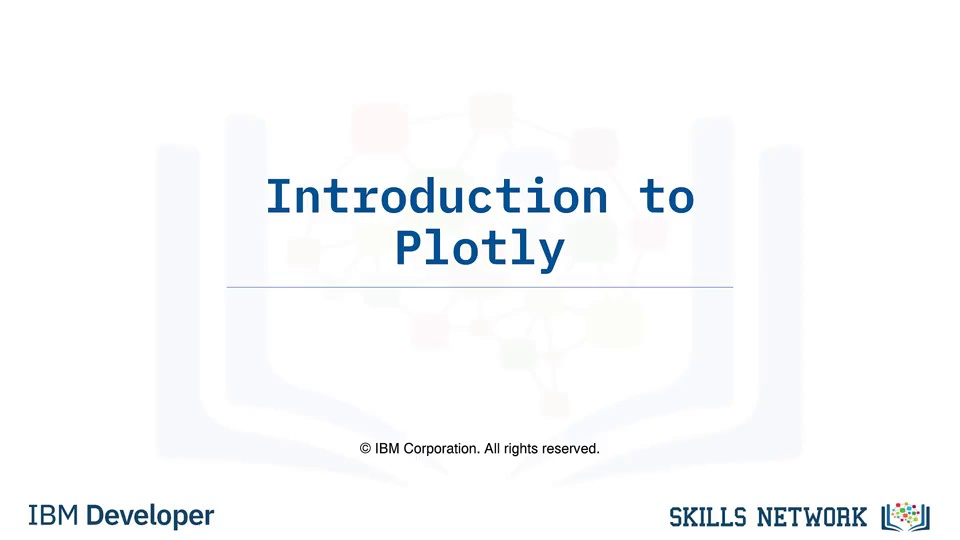 Introduction to
Plotly
© IBM Corporation. All rights reserved.
IBM Developer
SKILLS NETWORK